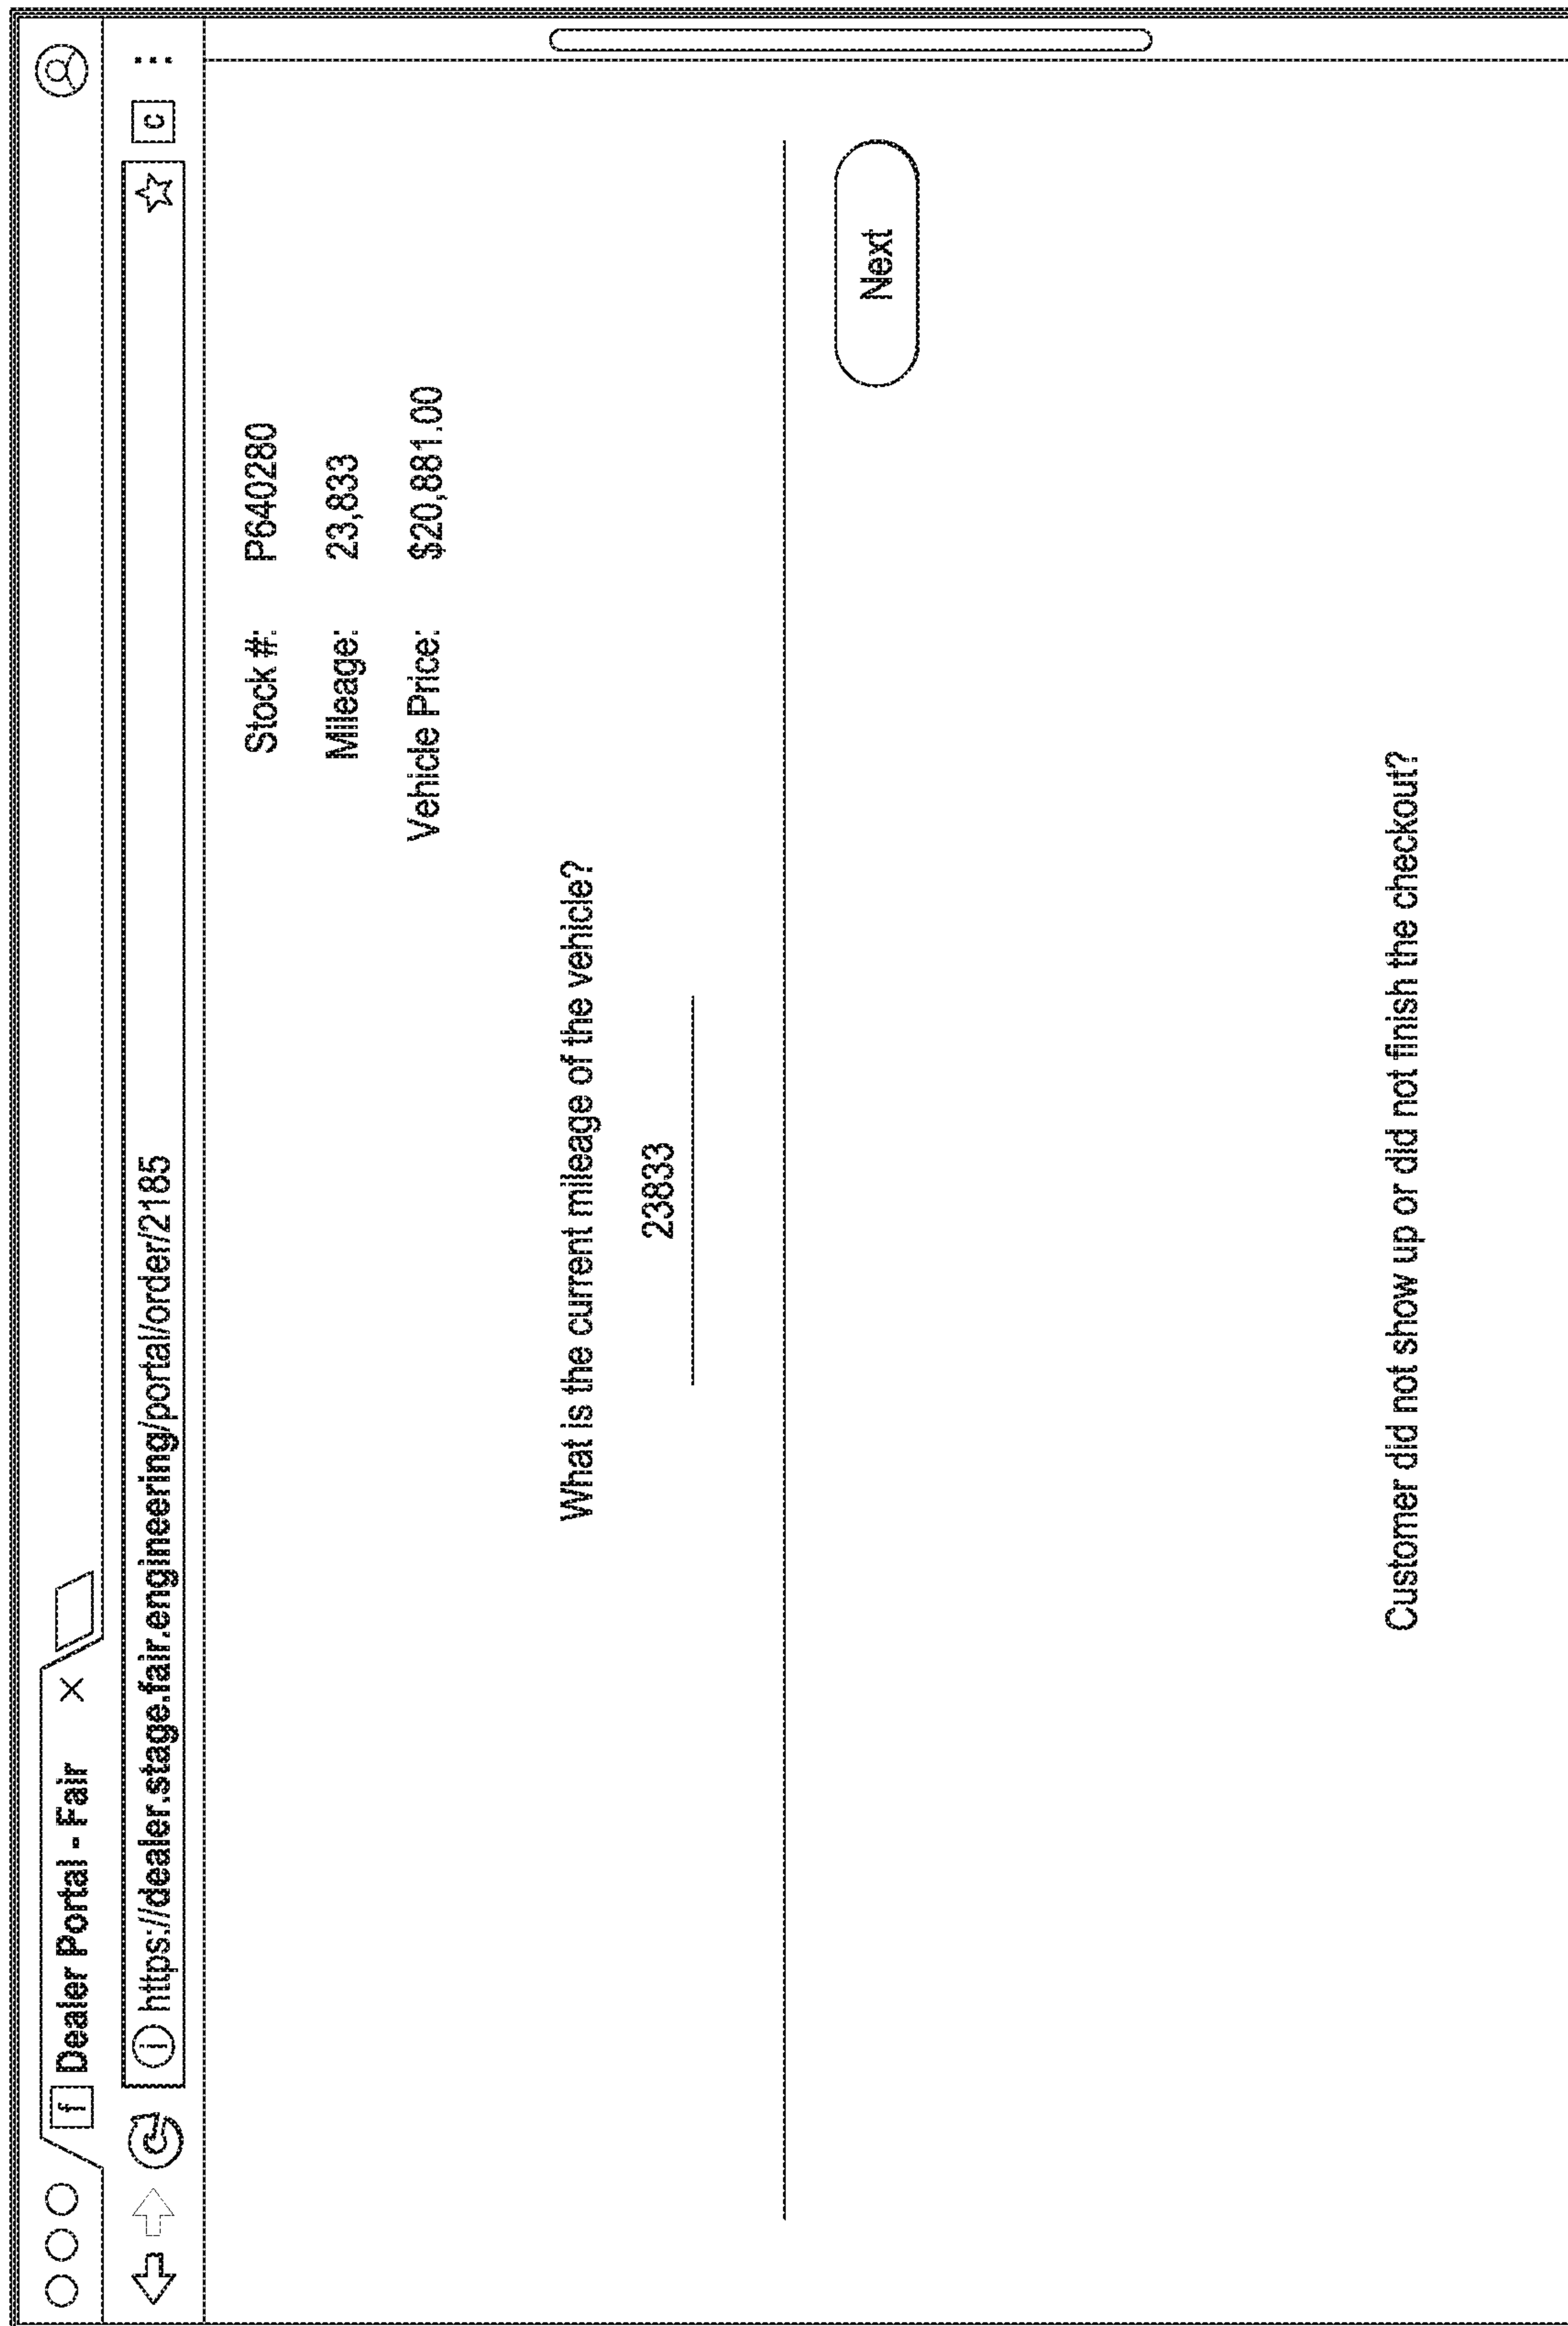 f Dealer Portal - Fair X
i https://dealer.stage.fair.engineering/portal/order/2185 C
Stock #: P640280
Mileage: 23,833
Vehicle Price: $20,881.00
What is the current mileage of the vehicle?
23833
Next
Customer did not show up or did not finish the checkout?